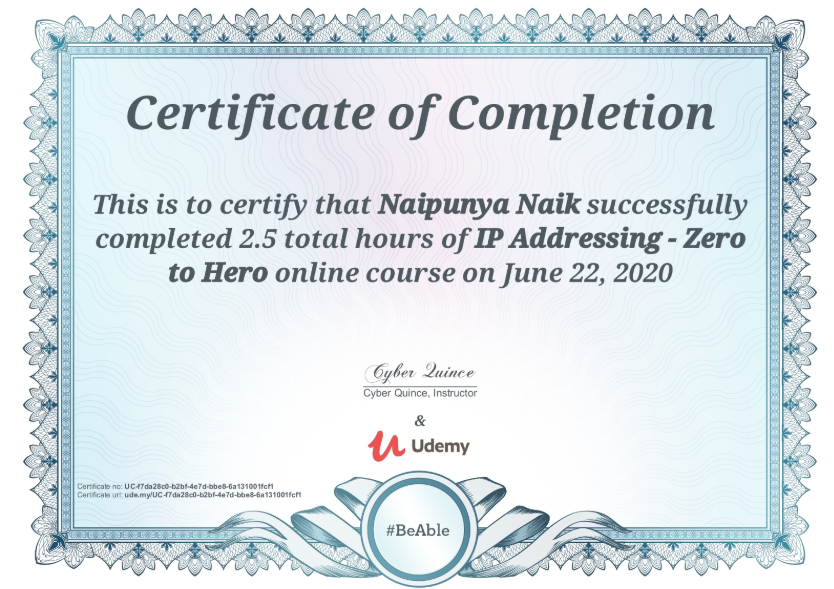 Certificate of Completion
This is to certify that Naipunya Naik successfully
completed 2.5 total hours of IP Addressing - Zero
to Hero online course on June 22, 2020
Cyber Quince
Cyber Quince, Instructor
&
Udemy
Certificate no: UC-f7da28c0-b2bf-4e7d-bbe8-6a131001fcf1
Certificate url: ude.my/UC-f7da28c0-b2bf-4e7d-bbe8-6a131001fcf1
#BeAble